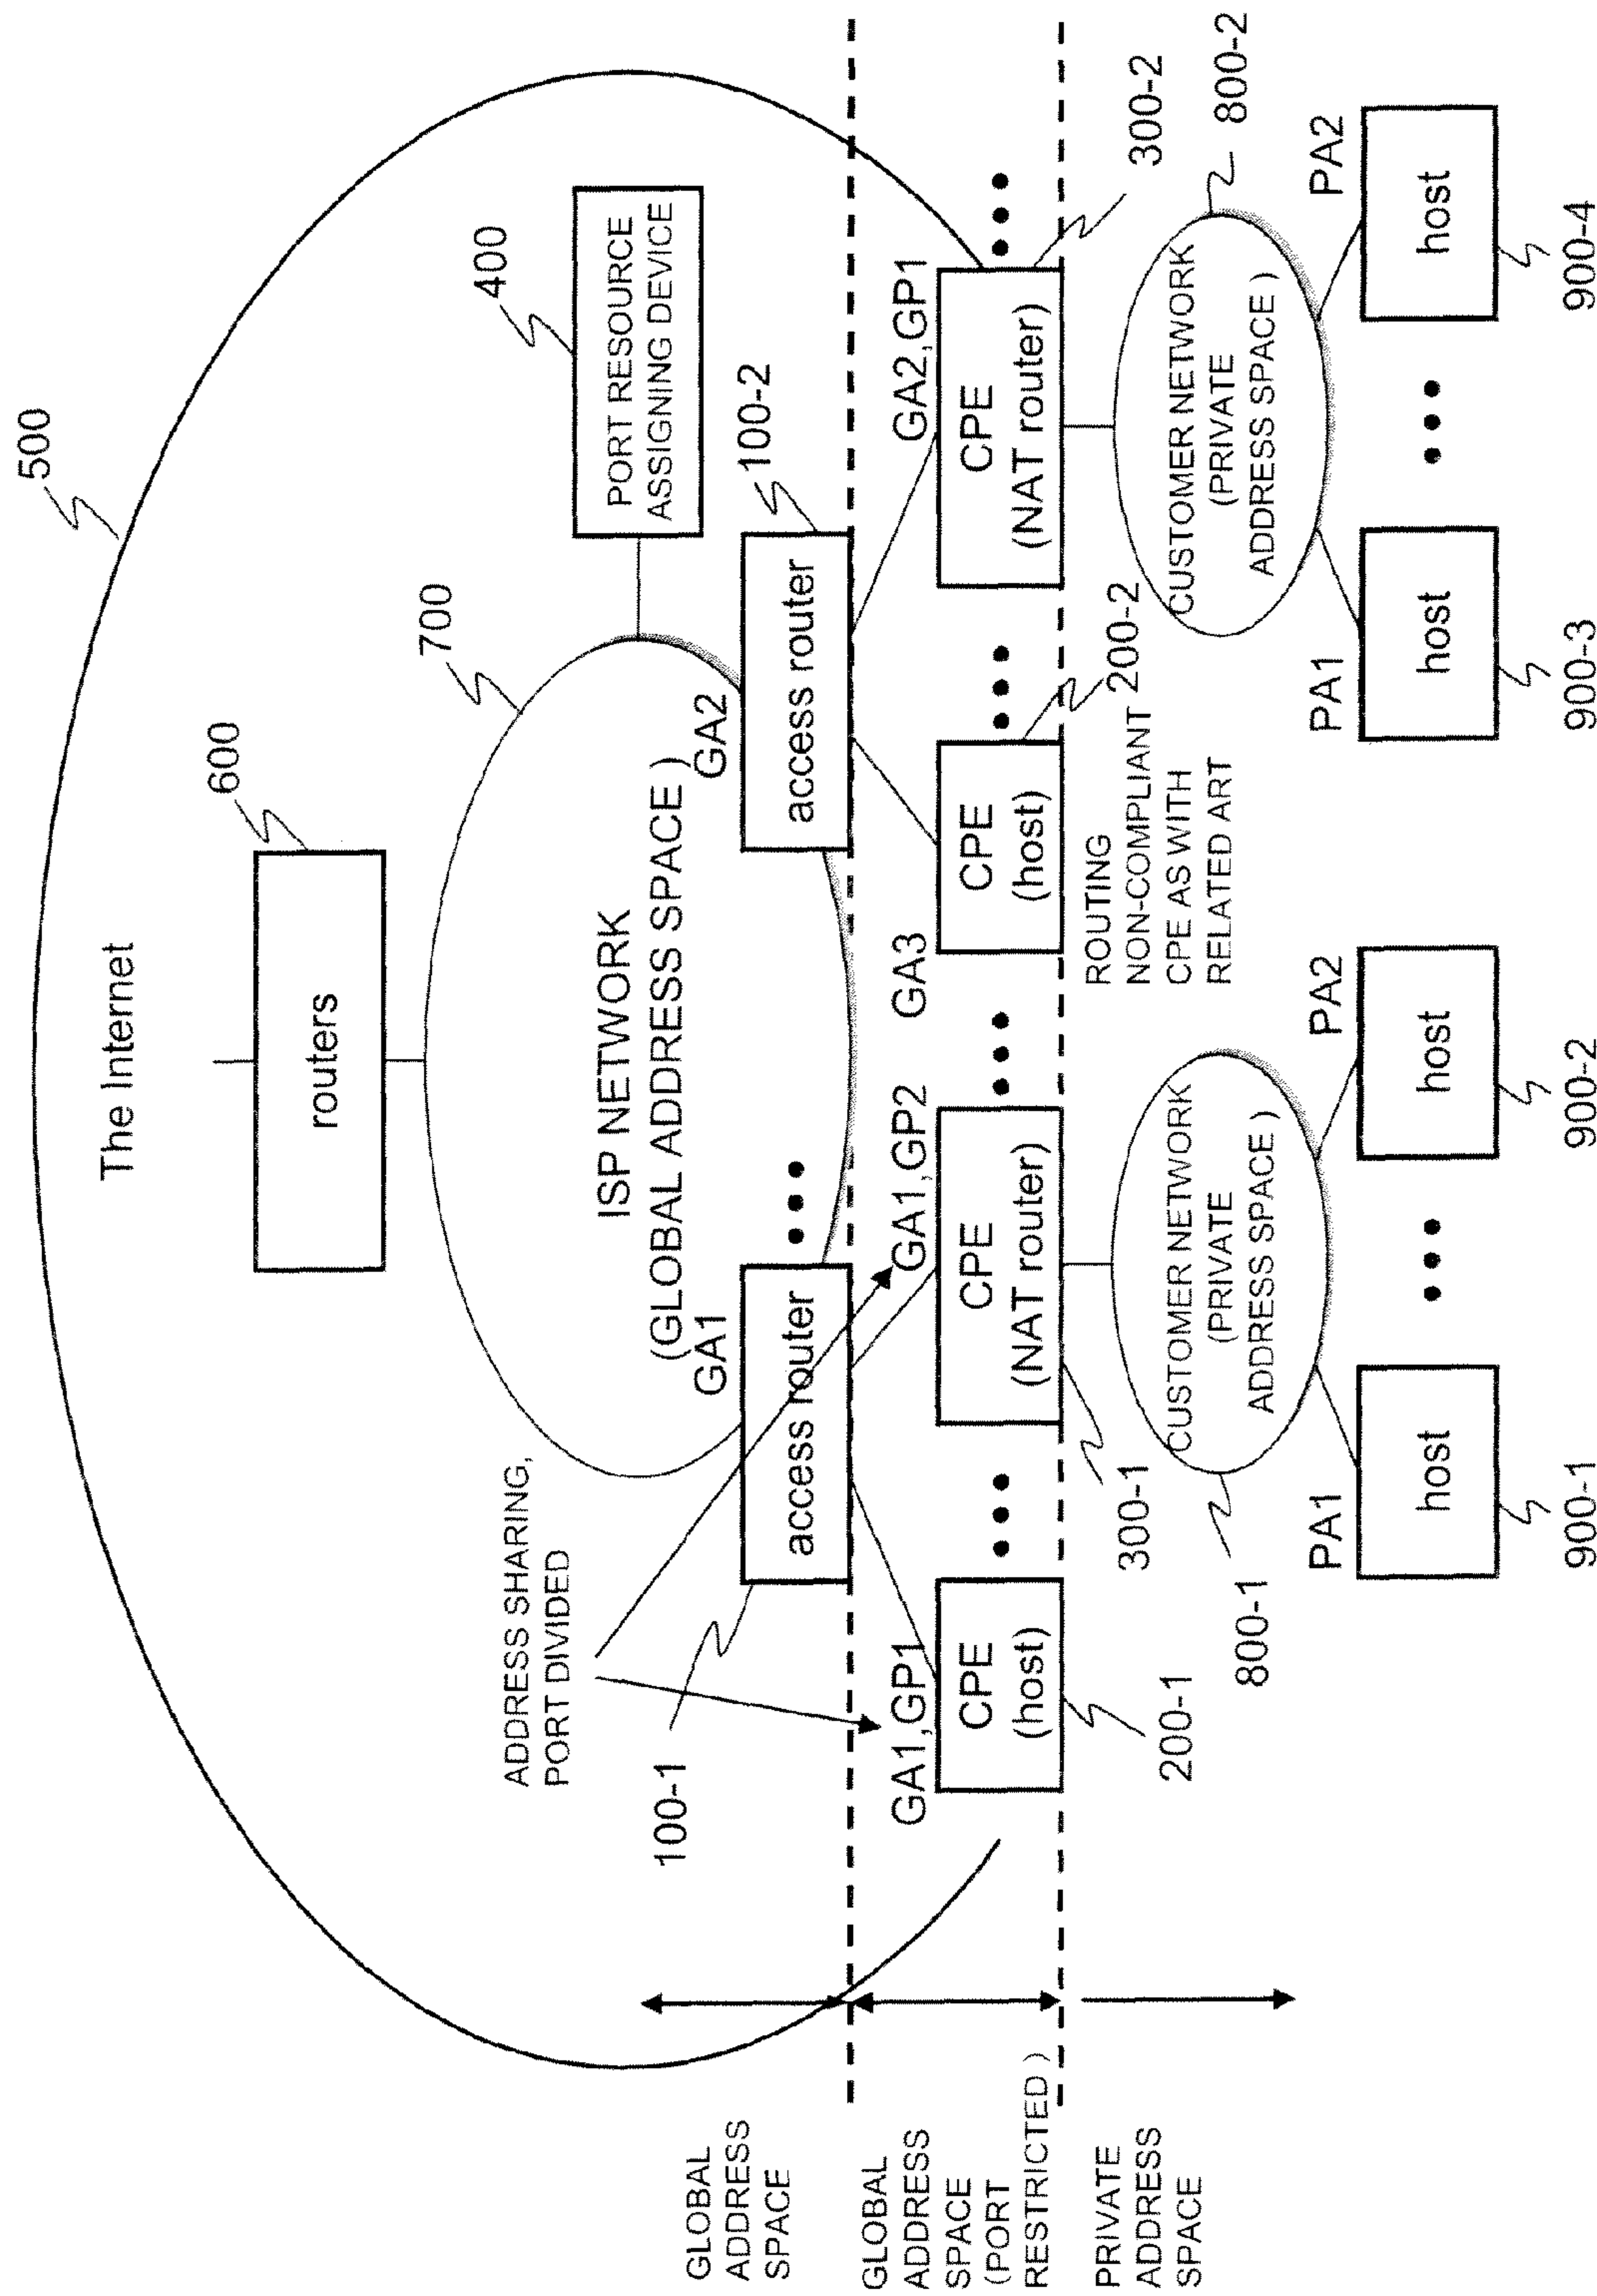 500
The Internet
600
routers
700
400
PORT RESOURCE
ASSIGNING DEVICE
ISP NETWORK
(GLOBAL ADDRESS SPACE )
ADDRESS SHARING,
PORT DIVIDED
100-1
GA1
access router
•••
GA2
access router
100-2
GLOBAL
ADDRESS
SPACE
GLOBAL
ADDRESS
SPACE
(PORT
RESTRICTED )
PRIVATE
ADDRESS
SPACE
GA1,GP1
CPE
(host)
200-1
•••
GA1,GP2
CPE
(NAT router)
300-1
•••
GA3
CPE
(host)
200-2
•••
ROUTING
NON-COMPLIANT
CPE AS WITH
RELATED ART
GA2,GP1
CPE
(NAT router)
300-2
•••
800-1
CUSTOMER NETWORK
(PRIVATE
ADDRESS SPACE )
800-2
CUSTOMER NETWORK
(PRIVATE
ADDRESS SPACE )
PA1
host
900-1
•••
PA2
host
900-2
PA1
host
900-3
•••
PA2
host
900-4